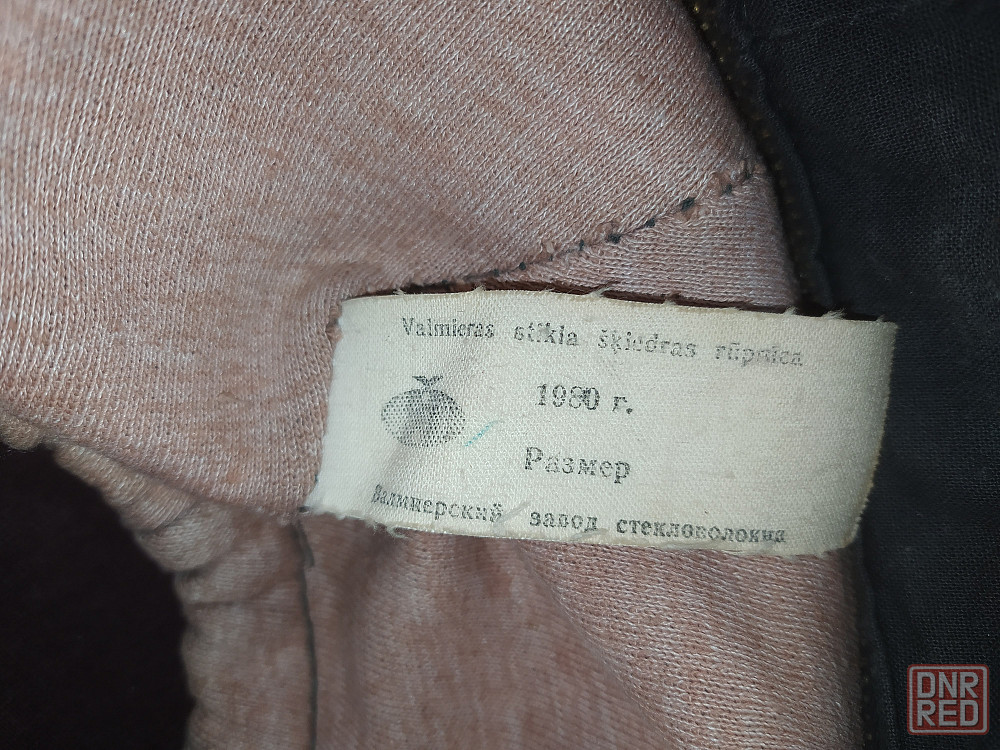 Valmieras stikla šķiedras rūpnīca
1980 г.
Размер
Валмиерский завод стекловолокна
DNR
RED